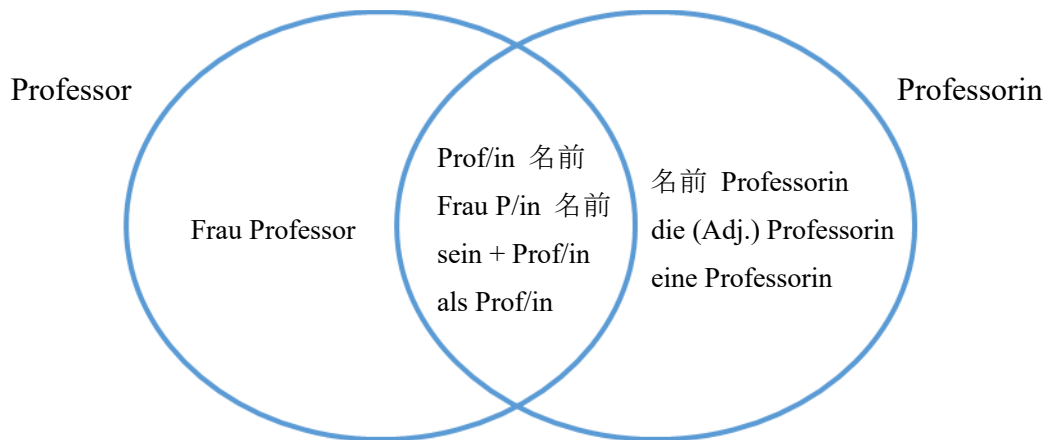 Professor
Professorin
Frau Professor
Prof/in 名前
Frau P/in 名前
sein + Prof/in
als Prof/in
名前 Professorin
die (Adj.) Professorin
eine Professorin